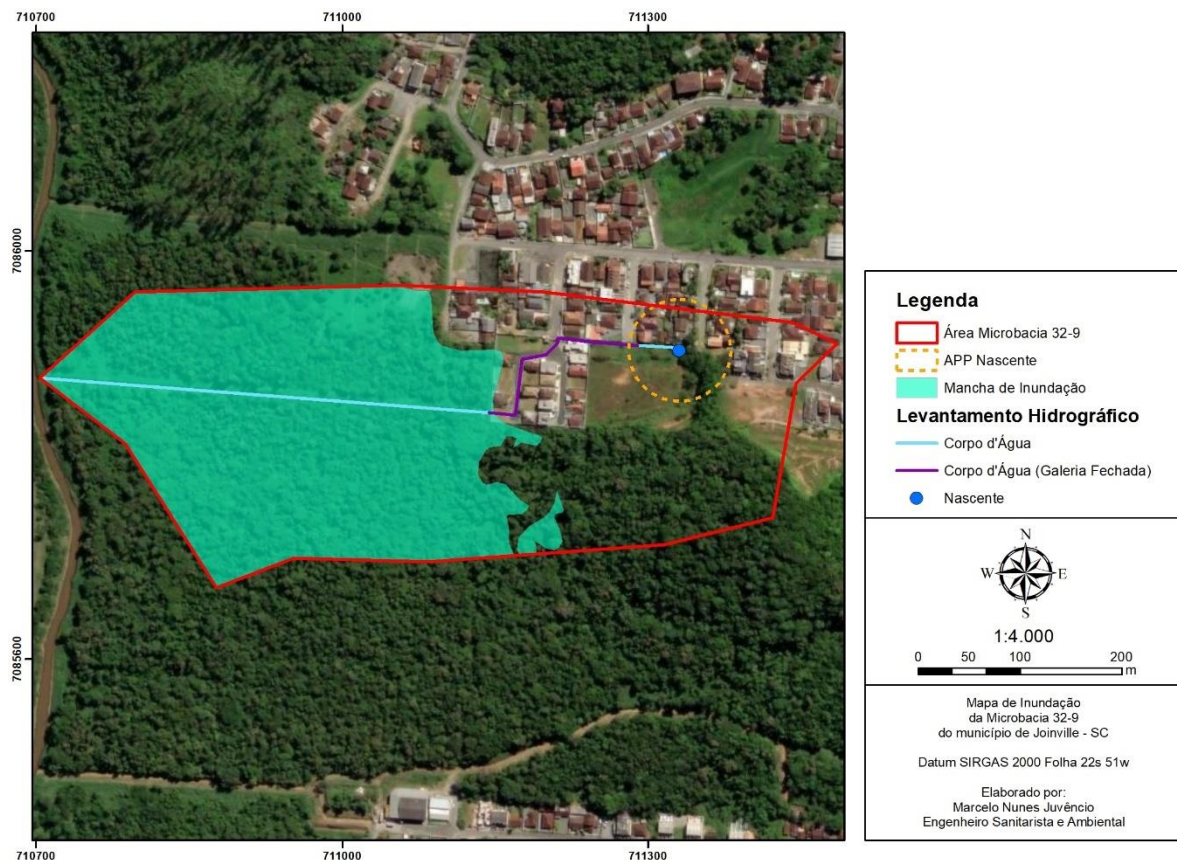 710700
711000
711300
7086000
7085600
710700
711000
711300
Legenda
Área Microbacia 32-9
APP Nascente
Mancha de Inundação
Levantamento Hidrográfico
Corpo d'Água
Corpo d'Água (Galeria Fechada)
Nascente
N
W
E
S
1:4.000
0 50 100 200
m
Mapa de Inundação
da Microbacia 32-9
do município de Joinville - SC
Datum SIRGAS 2000 Folha 22s 51w
Elaborado por:
Marcelo Nunes Juvêncio
Engenheiro Sanitarista e Ambiental